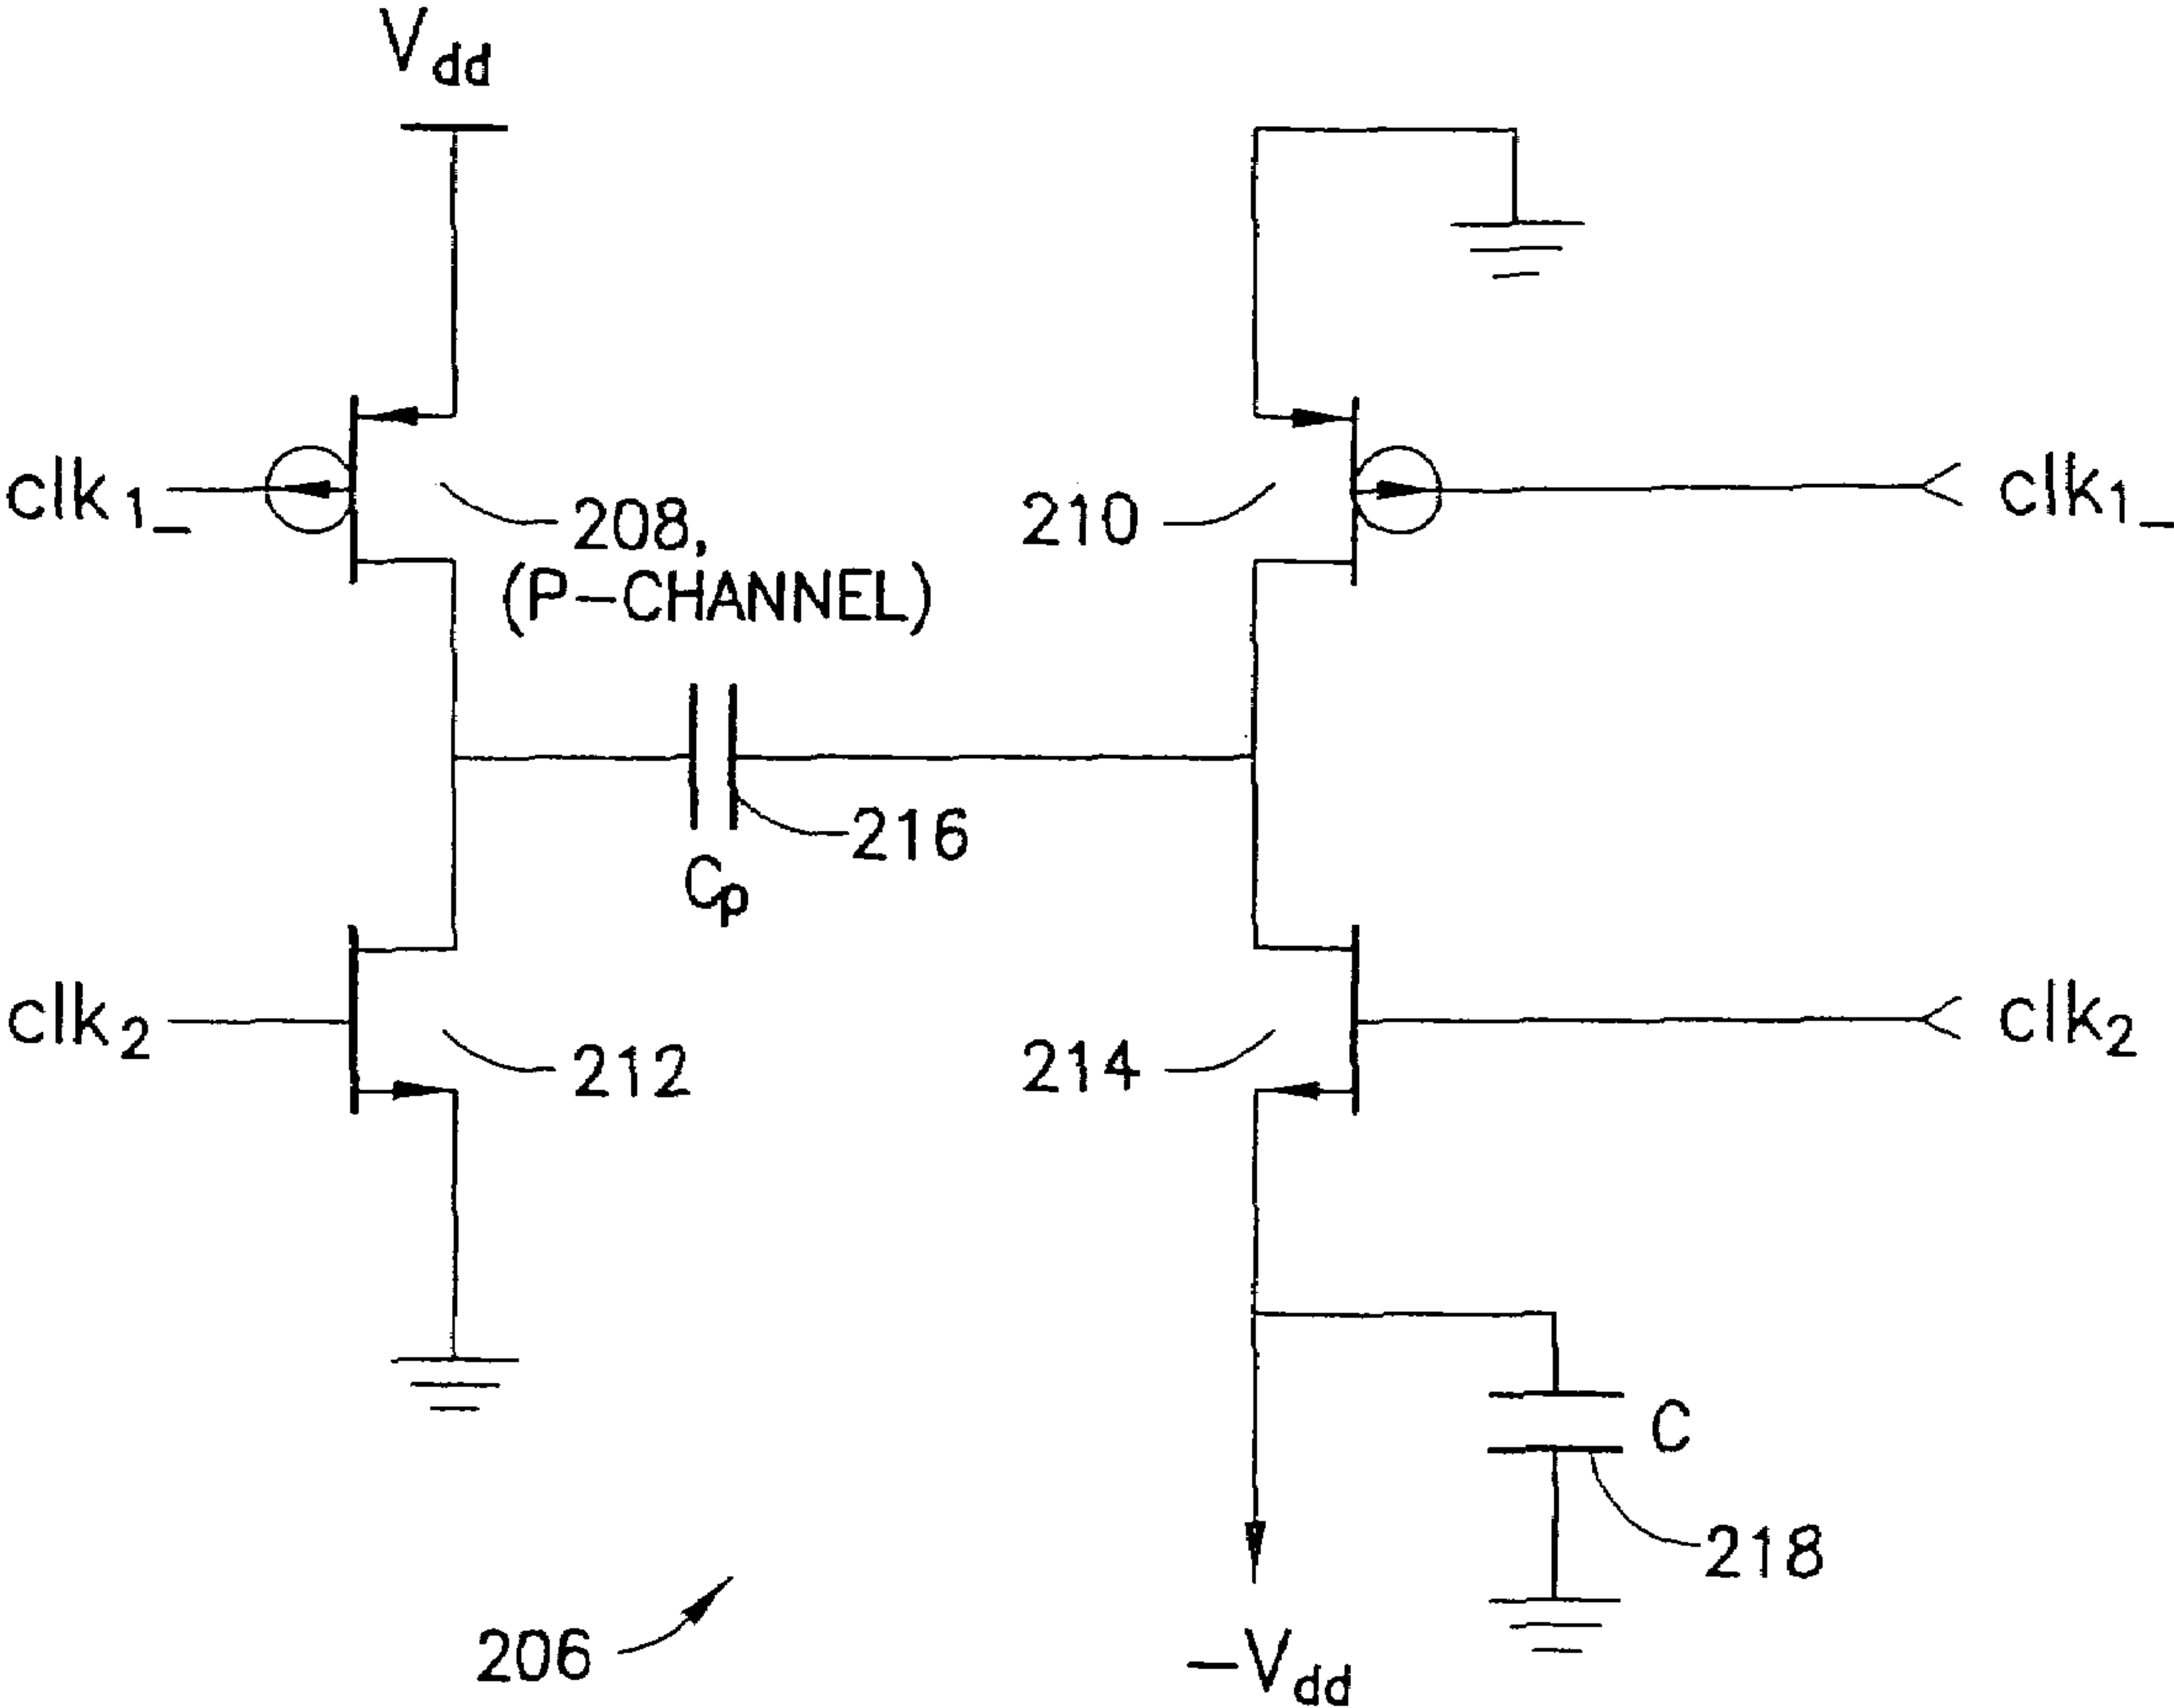 Vdd
clk1_
208,
(P-CHANNEL)
210
clk1_
216
Cp
clk2
212
214
clk2
C
218
206
-Vdd